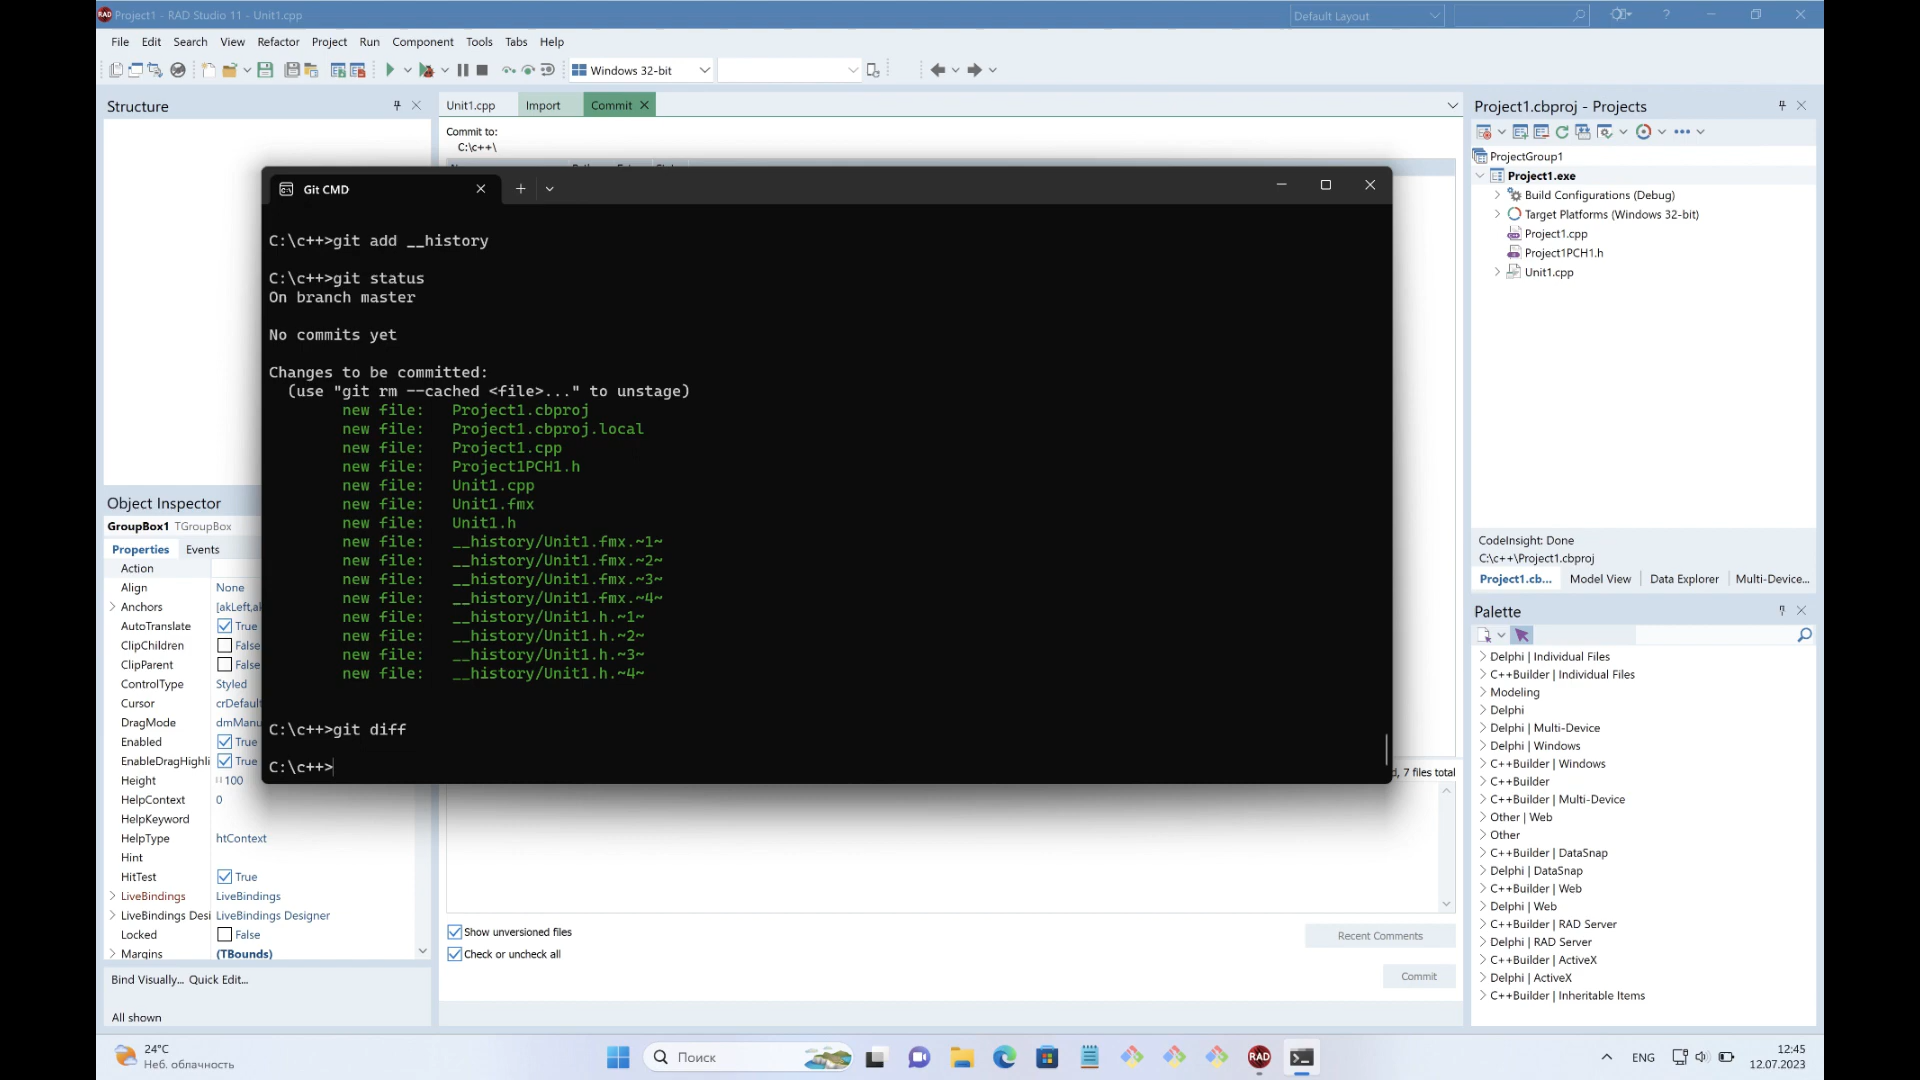 Project1 - RAD Studio 11 - Unit1.cpp
Default Layout
File Edit Search View Refactor Project Run Component Tools Tabs Help
Windows 32-bit
Structure
Unit1.cpp Import Commit
Commit to:
C:\c++\
Git CMD
C:\c++>git add __history
C:\c++>git status
On branch master
No commits yet
Changes to be committed:
(use "git rm --cached <file>..." to unstage)
new file: Project1.cbproj
new file: Project1.cbproj.local
new file: Project1.cpp
new file: Project1PCH1.h
new file: Unit1.cpp
new file: Unit1.fmx
new file: Unit1.h
new file: __history/Unit1.fmx.~1~
new file: __history/Unit1.fmx.~2~
new file: __history/Unit1.fmx.~3~
new file: __history/Unit1.fmx.~4~
new file: __history/Unit1.h.~1~
new file: __history/Unit1.h.~2~
new file: __history/Unit1.h.~3~
new file: __history/Unit1.h.~4~
C:\c++>git diff
C:\c++>
, 7 files total
Show unversioned files
Check or uncheck all
Recent Comments
Commit
Object Inspector
GroupBox1 TGroupBox
Properties Events
Action
Align None
Anchors [akLeft,ak
AutoTranslate True
ClipChildren False
ClipParent False
ControlType Styled
Cursor crDefault
DragMode dmManu
Enabled True
EnableDragHighli True
Height 100
HelpContext 0
HelpKeyword
HelpType htContext
Hint
HitTest True
LiveBindings LiveBindings
LiveBindings Desi LiveBindings Designer
Locked False
Margins (TBounds)
Bind Visually... Quick Edit...
All shown
Project1.cbproj - Projects
ProjectGroup1
Project1.exe
Build Configurations (Debug)
Target Platforms (Windows 32-bit)
Project1.cpp
Project1PCH1.h
Unit1.cpp
CodeInsight: Done
C:\c++\Project1.cbproj
Project1.cb... Model View Data Explorer Multi-Device...
Palette
Delphi | Individual Files
C++Builder | Individual Files
Modeling
Delphi
Delphi | Multi-Device
Delphi | Windows
C++Builder | Windows
C++Builder
C++Builder | Multi-Device
Other | Web
Other
C++Builder | DataSnap
Delphi | DataSnap
C++Builder | Web
Delphi | Web
C++Builder | RAD Server
Delphi | RAD Server
C++Builder | ActiveX
Delphi | ActiveX
C++Builder | Inheritable Items
24°C
Неб. облачность
Поиск
RAD
ENG
12:45
12.07.2023